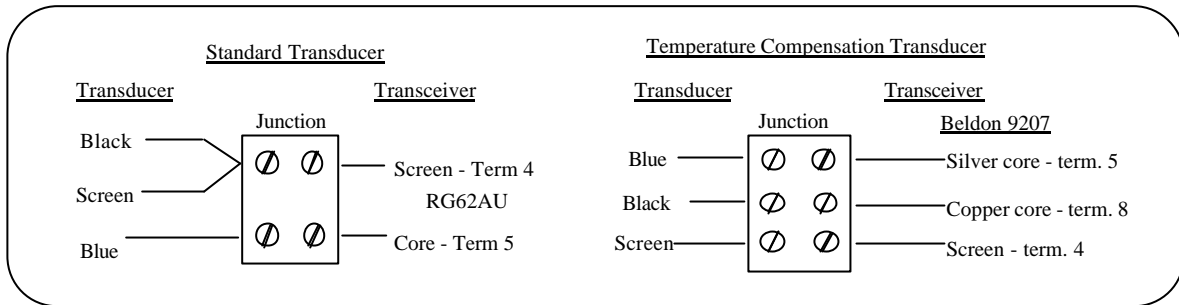 Standard Transducer
Transducer
Transceiver
Junction
Black
Screen
Blue
Screen - Term 4
RG62AU
Core - Term 5
Temperature Compensation Transducer
Transducer
Transceiver
Junction
Beldon 9207
Blue
Silver core - term. 5
Black
Copper core - term. 8
Screen
Screen - term. 4